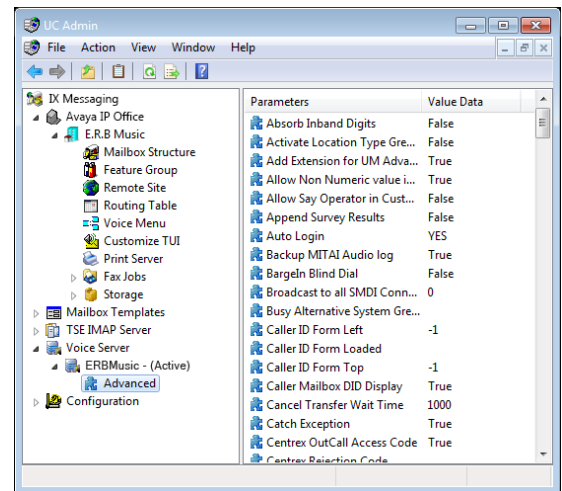 UC Admin
File Action View Window Help
IX Messaging
Avaya IP Office
E.R.B Music
Mailbox Structure
Feature Group
Remote Site
Routing Table
Voice Menu
Customize TUI
Print Server
Fax Jobs
Storage
Mailbox Templates
TSE IMAP Server
Voice Server
ERBMusic - (Active)
Advanced
Configuration
Parameters Value Data
Absorb Inband Digits False
Activate Location Type Gre... False
Add Extension for UM Adva... True
Allow Non Numeric value i... True
Allow Say Operator in Cust... False
Append Survey Results False
Auto Login YES
Backup MITAI Audio log True
BargeIn Blind Dial False
Broadcast to all SMDI Conn... 0
Busy Alternative System Gre...
Caller ID Form Left -1
Caller ID Form Loaded
Caller ID Form Top -1
Caller Mailbox DID Display True
Cancel Transfer Wait Time 1000
Catch Exception True
Centrex OutCall Access Code True
Centrex Rejection Code